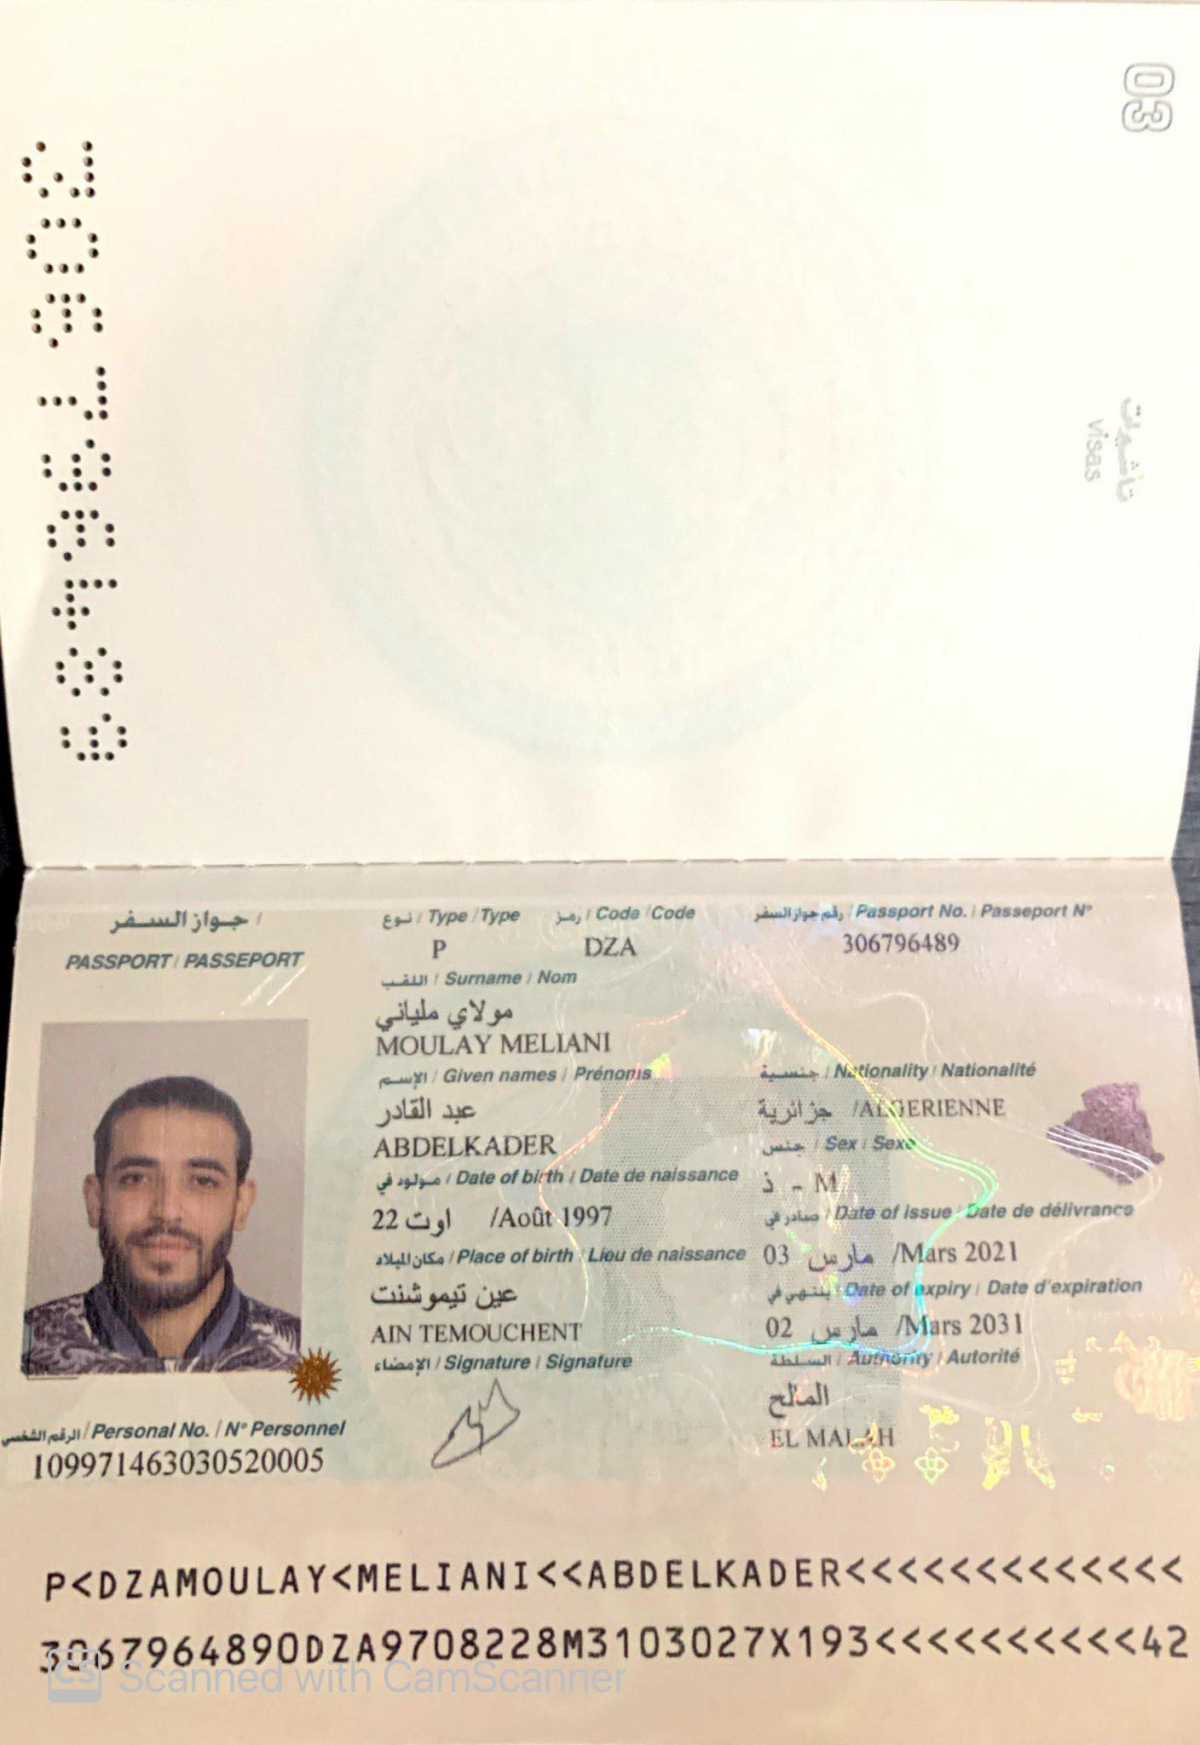 03
تأشيرات
visas
306796489
جواز السفر /
PASSPORT / PASSEPORT
نوع / Type / Type
رمز / Code / Code
رقم جواز السفر / Passport No. / Passeport N°
P
DZA
306796489
اللقب / Surname / Nom
مولاي ملياني
MOULAY MELIANI
الإسم / Given names / Prénoms
جنسية / Nationality / Nationalité
عبد القادر
جزائرية /ALGERIENNE
ABDELKADER
جنس / Sex / Sexe
مولود في / Date of birth / Date de naissance
ذ - M
22 اوت /Août 1997
صادر في / Date of issue / Date de délivrance
مكان الميلاد / Place of birth / Lieu de naissance
03 مارس /Mars 2021
عين تيموشنت
ينتهي في / Date of expiry / Date d'expiration
AIN TEMOUCHENT
02 مارس /Mars 2031
الإمضاء / Signature / Signature
السلطة / Authority / Autorité
المالح
EL MALAH
الرقم الشخصي / Personal No. / N° Personnel
109971463030520005
P<DZAMOULAY<MELIANI<<ABDELKADER<<<<<<<<<<<<<
3067964890DZA9708228M3103027X193<<<<<<<<<<42
CS Scanned with CamScanner